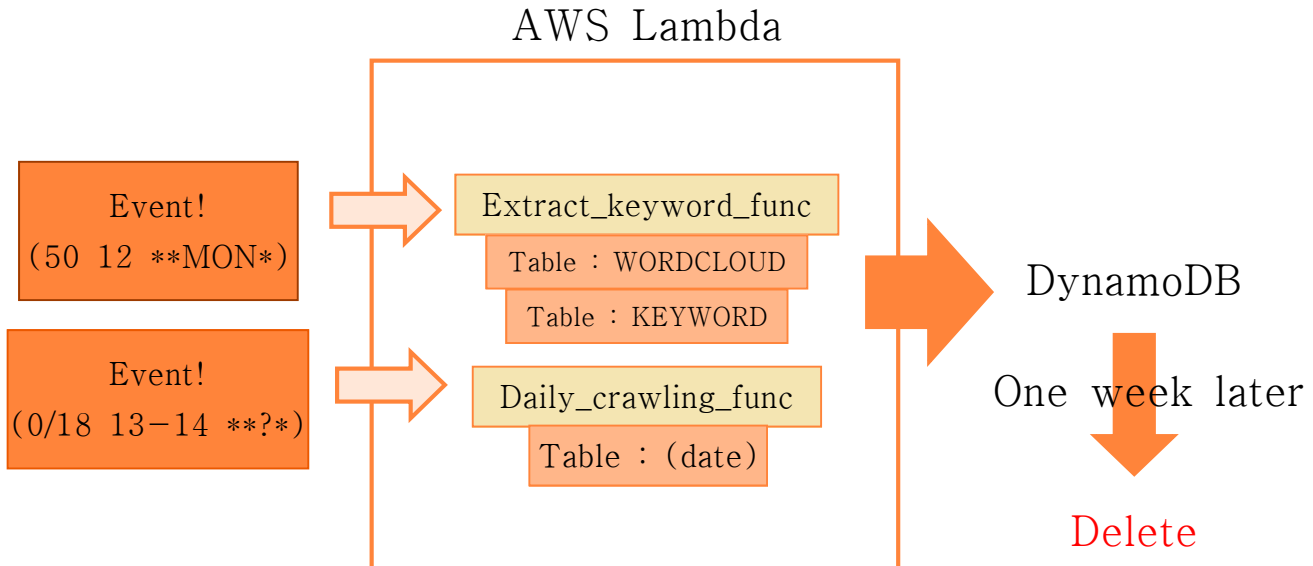 AWS Lambda
Event!
(50 12 **MON*)
Extract_keyword_func
Table : WORDCLOUD
Table : KEYWORD
Event!
(0/18 13-14 **?*)
Daily_crawling_func
Table : (date)
DynamoDB
One week later
Delete